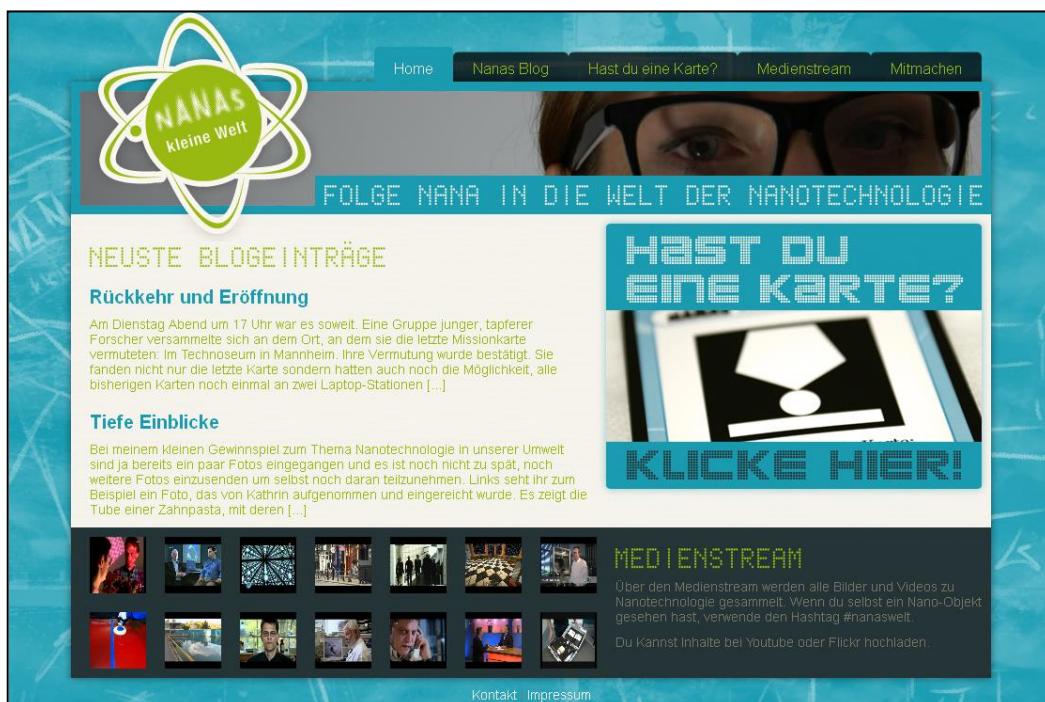 NANAS
kleine Welt
Home
Nanas Blog
Hast du eine Karte?
Medienstream
Mitmachen
FOLGE NANA IN DIE WELT DER NANOTECHNOLOGIE
NEUSTE BLOGEINTRÄGE
Rückkehr und Eröffnung
Am Dienstag Abend um 17 Uhr war es soweit. Eine Gruppe junger, tapferer
Forscher versammelte sich an dem Ort, an dem sie die letzte Missionkarte
vermuteten: Im Technoseum in Mannheim. Ihre Vermutung wurde bestätigt. Sie
fanden nicht nur die letzte Karte sondern hatten auch noch die Möglichkeit, alle
bisherigen Karten noch einmal an zwei Laptop-Stationen [...]
Tiefe Einblicke
Bei meinem kleinen Gewinnspiel zum Thema Nanotechnologie in unserer Umwelt
sind ja bereits ein paar Fotos eingegangen und es ist noch nicht zu spät, noch
weitere Fotos einzusenden um selbst noch daran teilzunehmen. Links seht ihr zum
Beispiel ein Foto, das von Kathrin aufgenommen und eingereicht wurde. Es zeigt die
Tube einer Zahnpasta, mit deren [...]
HAST DU
EINE KARTE?
KLICKE HIER!
MEDIENSTREAM
Über den Medienstream werden alle Bilder und Videos zu
Nanotechnologie gesammelt. Wenn du selbst ein Nano-Objekt
gesehen hast, verwende den Hashtag #nanaswelt.
Du Kannst Inhalte bei Youtube oder Flickr hochladen.
Kontakt Impressum